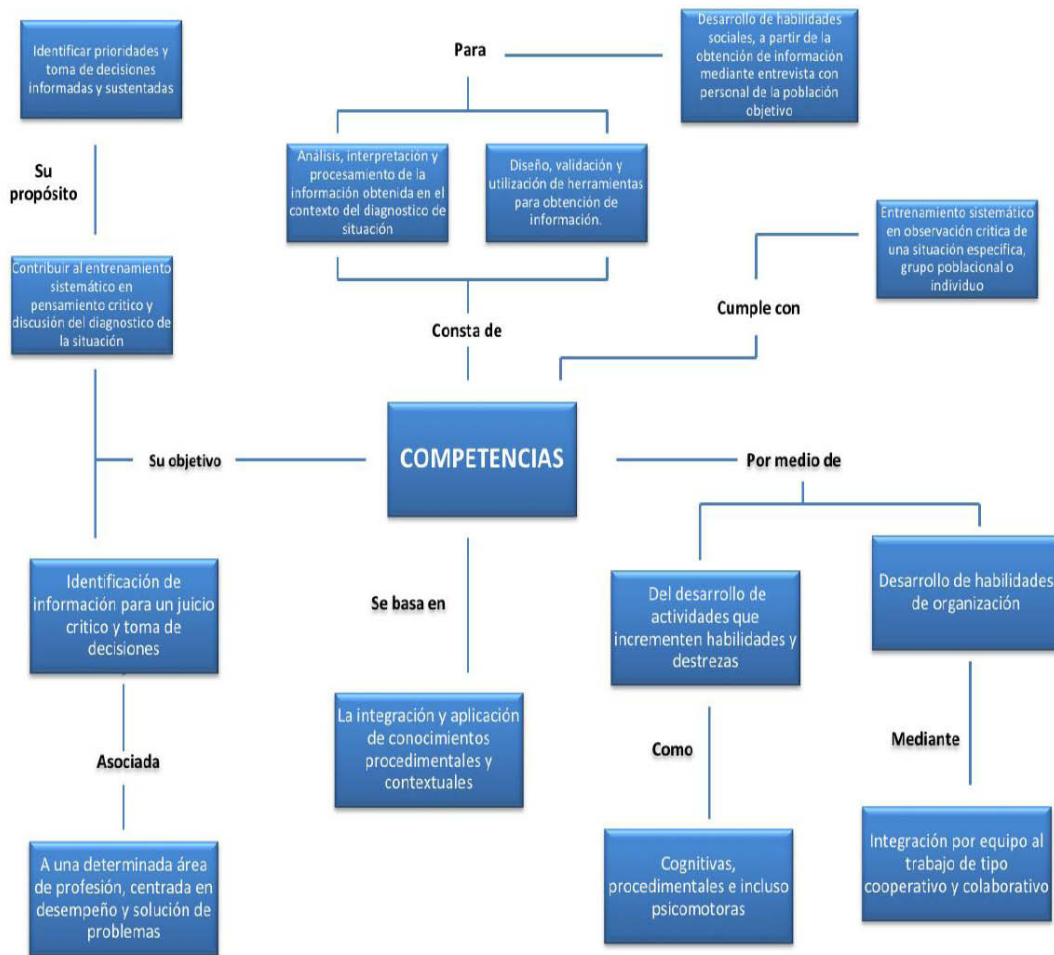 Identificar prioridades y
toma de decisiones
informadas y sustentadas
Su
propósito
Contribuir al entrenamiento
sistemático en
pensamiento critico y
discusión del diagnostico de
la situación
Para
Desarrollo de habilidades
sociales, a partir de la
obtención de información
mediante entrevista con
personal de la población
objetivo
Análisis, interpretación y
procesamiento de la
información obtenida en el
contexto del diagnostico de
situación
Diseño, validación y
utilización de herramientas
para obtención de
información.
Consta de
Entrenamiento sistemático
en observación critica de
una situación especifica,
grupo poblacional o
individuo
Cumple con
Su objetivo
COMPETENCIAS
Por medio de
Identificación de
información para un juicio
critico y toma de
decisiones
Asociada
A una determinada área
de profesión, centrada en
desempeño y solución de
problemas
Se basa en
La integración y aplicación
de conocimientos
procedimentales y
contextuales
Del desarrollo de
actividades que
incrementen habilidades y
destrezas
Como
Cognitivas,
procedimentales e incluso
psicomotoras
Desarrollo de habilidades
de organización
Mediante
Integración por equipo al
trabajo de tipo
cooperativo y colaborativo